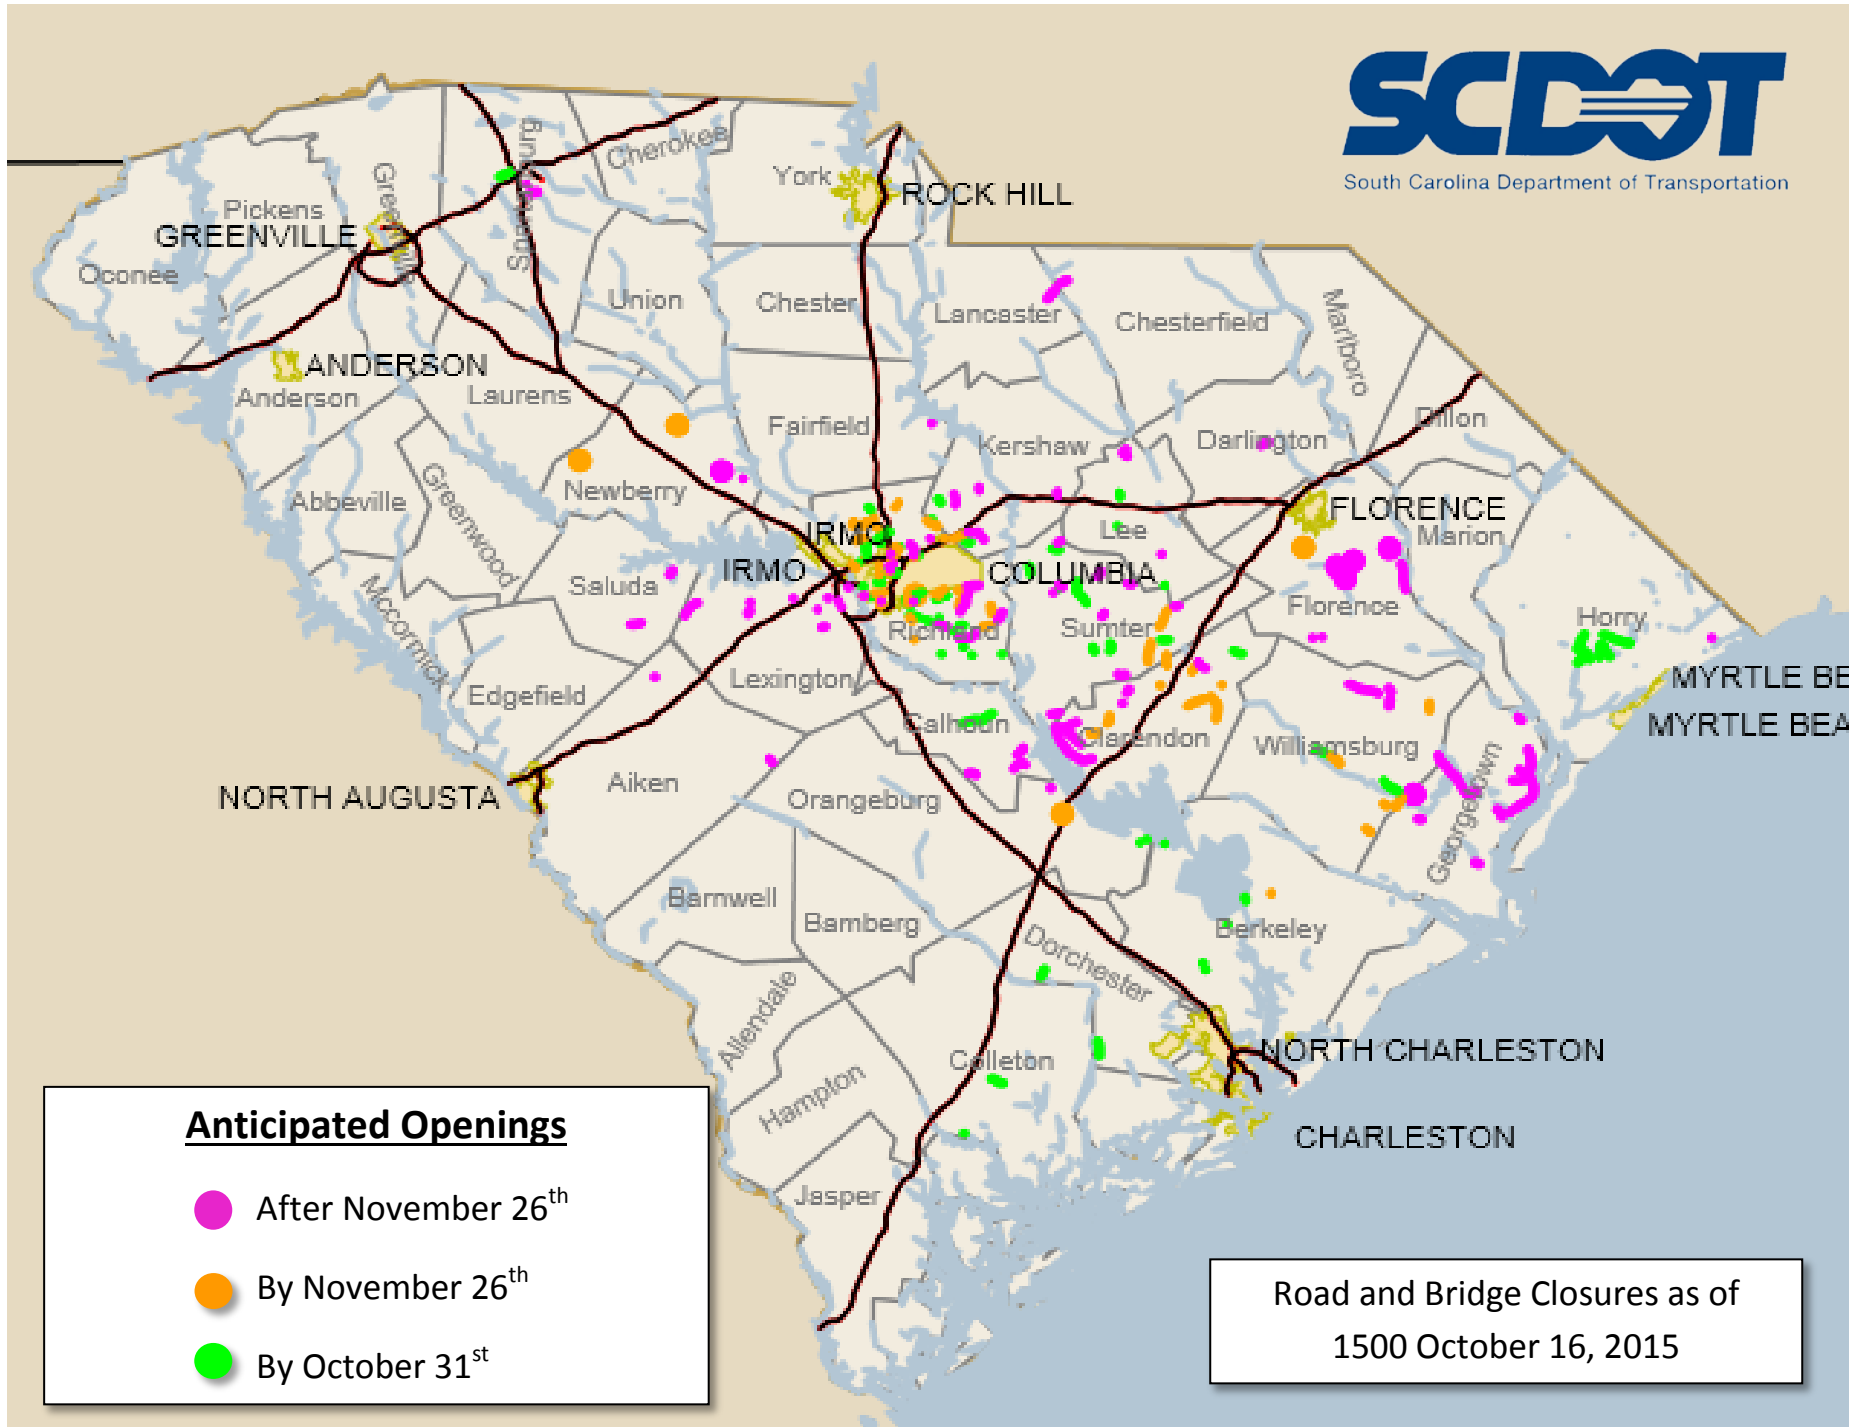 SCDOT
South Carolina Department of Transportation
Cherokee
Spartanburg
York
ROCK HILL
Greenville
Pickens
GREENVILLE
Oconee
Union
Chester
Lancaster
Chesterfield
Marlboro
ANDERSON
Anderson
Laurens
Fairfield
Kershaw
Darlington
Dillon
Abbeville
Greenwood
Newberry
IRMO
Lee
FLORENCE
Marion
IRMO
COLUMBIA
Saluda
Mccormick
Richland
Sumter
Florence
Horry
Edgefield
Lexington
MYRTLE BE
Calhoun
Clarendon
Williamsburg
MYRTLE BEA
Aiken
NORTH AUGUSTA
Orangeburg
Georgetown
Barnwell
Bamberg
Berkeley
Dorchester
Allendale
Colleton
NORTH CHARLESTON
Hampton
CHARLESTON
Jasper
Anticipated Openings
After November 26th
By November 26th
By October 31st
Road and Bridge Closures as of
1500 October 16, 2015